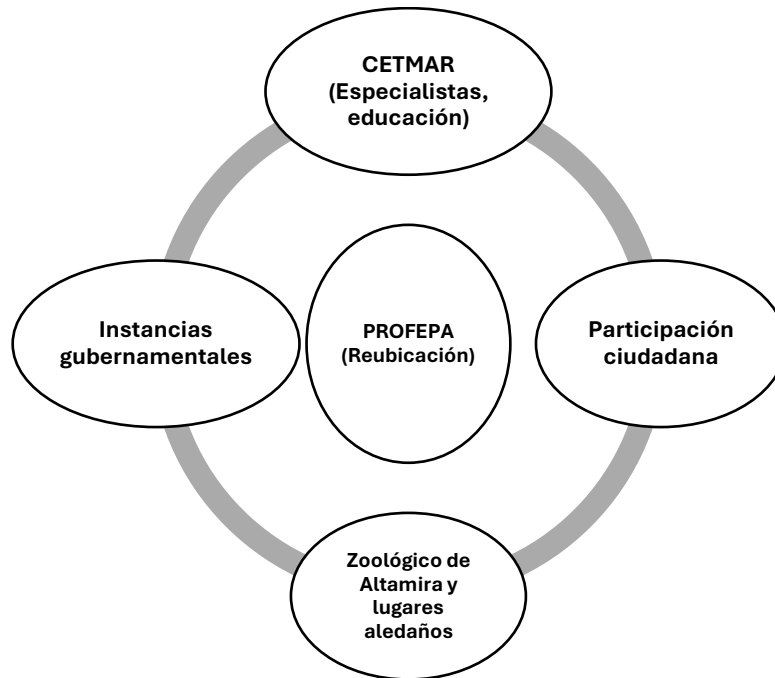 CETMAR
(Especialistas,
educación)
Instancias
gubernamentales
PROFEPA
(Reubicación)
Participación
ciudadana
Zoológico de
Altamira y
lugares
aledaños